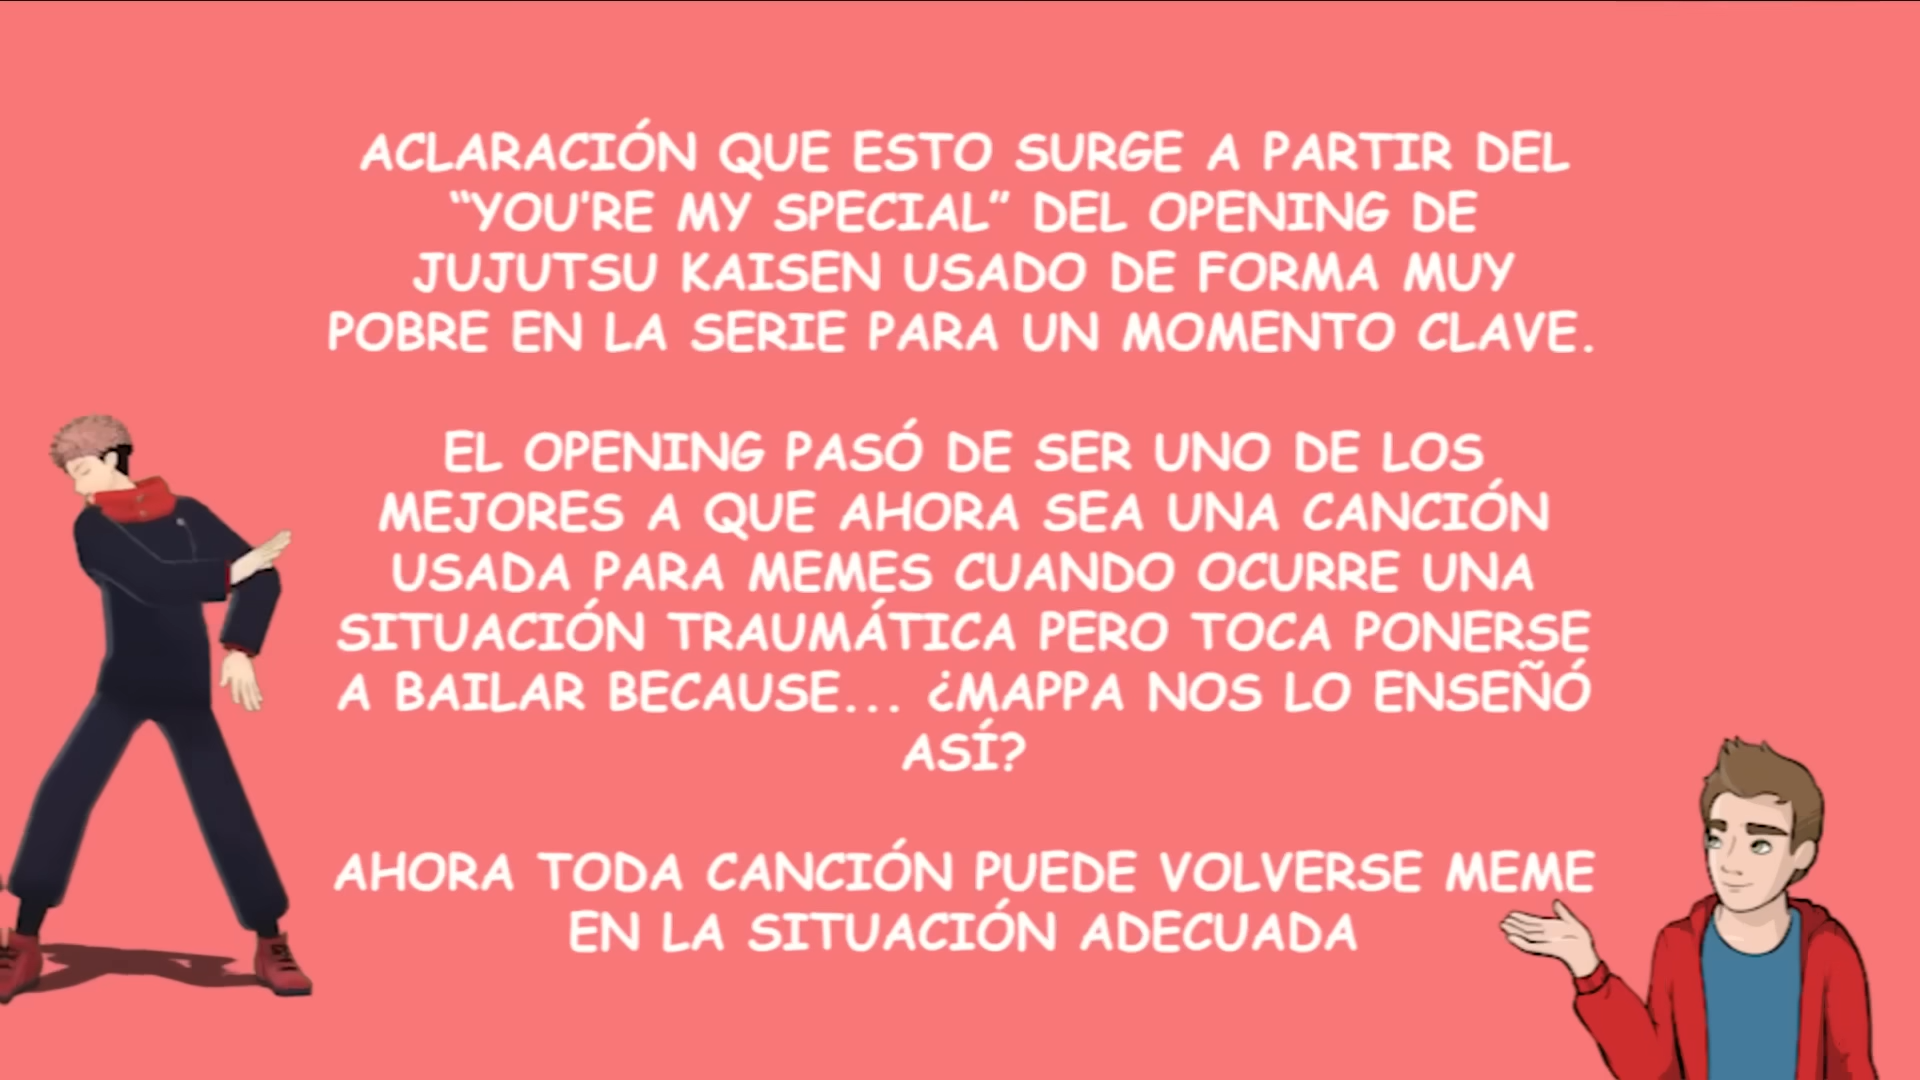 ACLARACIÓN QUE ESTO SURGE A PARTIR DEL
“YOU'RE MY SPECIAL” DEL OPENING DE
JUJUTSU KAISEN USADO DE FORMA MUY
POBRE EN LA SERIE PARA UN MOMENTO CLAVE.
EL OPENING PASÓ DE SER UNO DE LOS
MEJORES A QUE AHORA SEA UNA CANCIÓN
USADA PARA MEMES CUANDO OCURRE UNA
SITUACIÓN TRAUMÁTICA PERO TOCA PONERSE
A BAILAR BECAUSE... ¿MAPPA NOS LO ENSEÑÓ
ASÍ?
AHORA TODA CANCIÓN PUEDE VOLVERSE MEME
EN LA SITUACIÓN ADECUADA